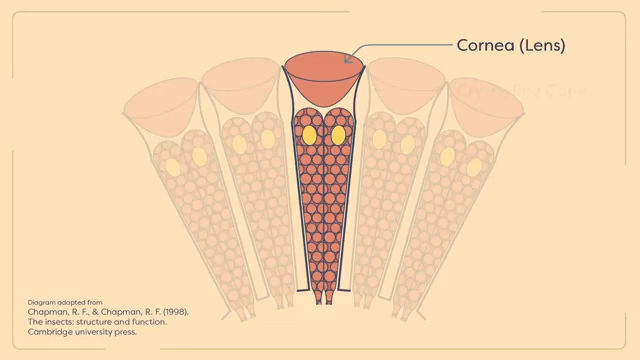 Cornea (Lens)
Crystalline Cone
Diagram adapted from
Chapman, R. F., & Chapman, R. F. (1998).
The insects: structure and function.
Cambridge university press.